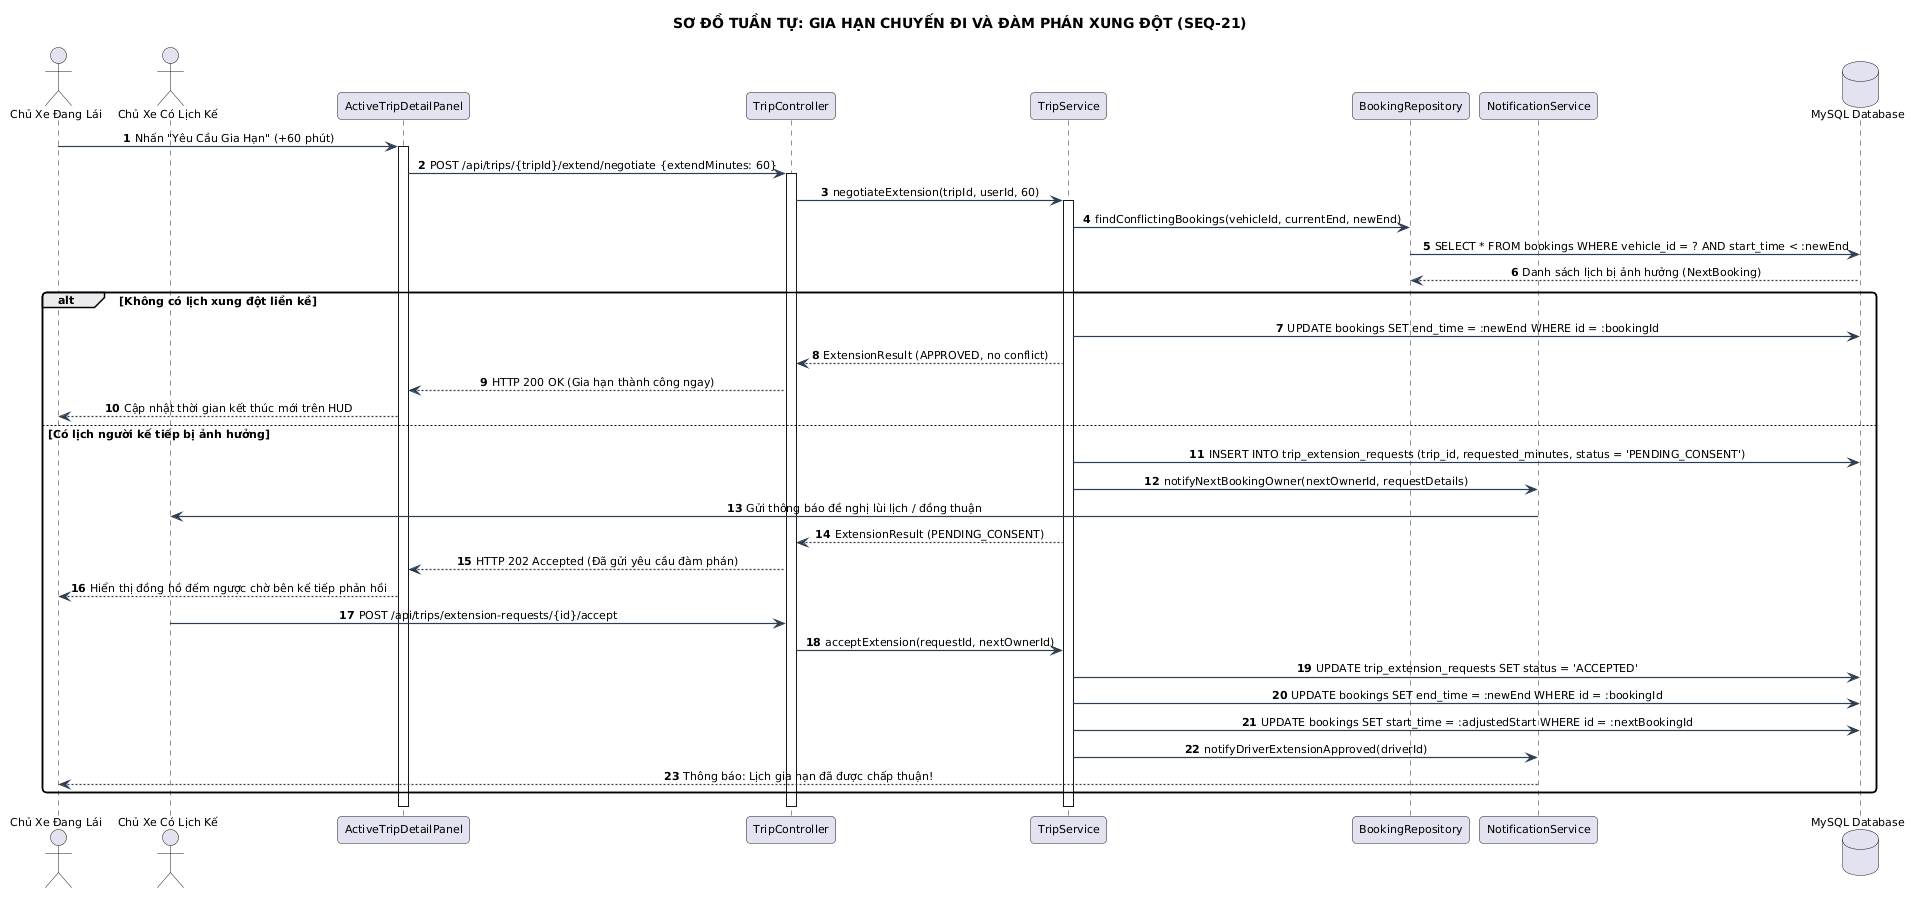 SƠ ĐỒ TUẦN TỰ: GIA HẠN CHUYẾN ĐI VÀ ĐÀM PHÁN XUNG ĐỘT (SEQ-21)
Chủ Xe Đang Lái
Chủ Xe Có Lịch Kế
ActiveTripDetailPanel
TripController
TripService
BookingRepository
NotificationService
MySQL Database
1 Nhấn "Yêu Cầu Gia Hạn" (+60 phút)
2 POST /api/trips/{tripId}/extend/negotiate {extendMinutes: 60}
3 negotiateExtension(tripId, userId, 60)
4 findConflictingBookings(vehicleId, currentEnd, newEnd)
5 SELECT * FROM bookings WHERE vehicle_id = ? AND start_time < :newEnd
6 Danh sách lịch bị ảnh hưởng (NextBooking)
alt [Không có lịch xung đột liền kề]
7 UPDATE bookings SET end_time = :newEnd WHERE id = :bookingId
8 ExtensionResult (APPROVED, no conflict)
9 HTTP 200 OK (Gia hạn thành công ngay)
10 Cập nhật thời gian kết thúc mới trên HUD
[Có lịch người kế tiếp bị ảnh hưởng]
11 INSERT INTO trip_extension_requests (trip_id, requested_minutes, status = 'PENDING_CONSENT')
12 notifyNextBookingOwner(nextOwnerId, requestDetails)
13 Gửi thông báo đề nghị lùi lịch / đồng thuận
14 ExtensionResult (PENDING_CONSENT)
15 HTTP 202 Accepted (Đã gửi yêu cầu đàm phán)
16 Hiển thị đồng hồ đếm ngược chờ bên kế tiếp phản hồi
17 POST /api/trips/extension-requests/{id}/accept
18 acceptExtension(requestId, nextOwnerId)
19 UPDATE trip_extension_requests SET status = 'ACCEPTED'
20 UPDATE bookings SET end_time = :newEnd WHERE id = :bookingId
21 UPDATE bookings SET start_time = :adjustedStart WHERE id = :nextBookingId
22 notifyDriverExtensionApproved(driverId)
23 Thông báo: Lịch gia hạn đã được chấp thuận!
Chủ Xe Đang Lái
Chủ Xe Có Lịch Kế
ActiveTripDetailPanel
TripController
TripService
BookingRepository
NotificationService
MySQL Database